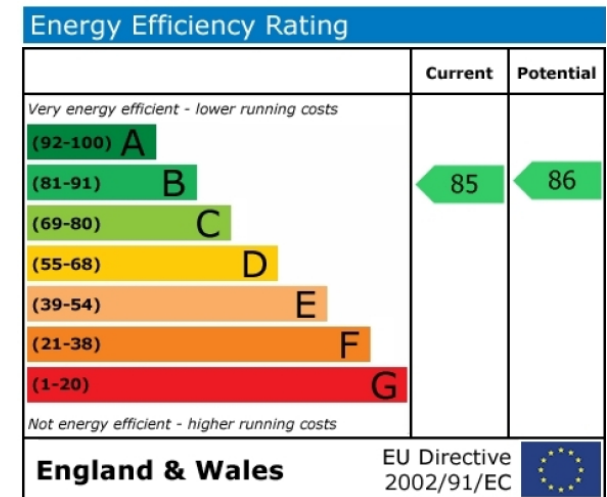 Energy Efficiency Rating
Current Potential
Very energy efficient - lower running costs
(92-100) A
(81-91) B 85 86
(69-80) C
(55-68) D
(39-54) E
(21-38) F
(1-20) G
Not energy efficient - higher running costs
England & Wales EU Directive
2002/91/EC